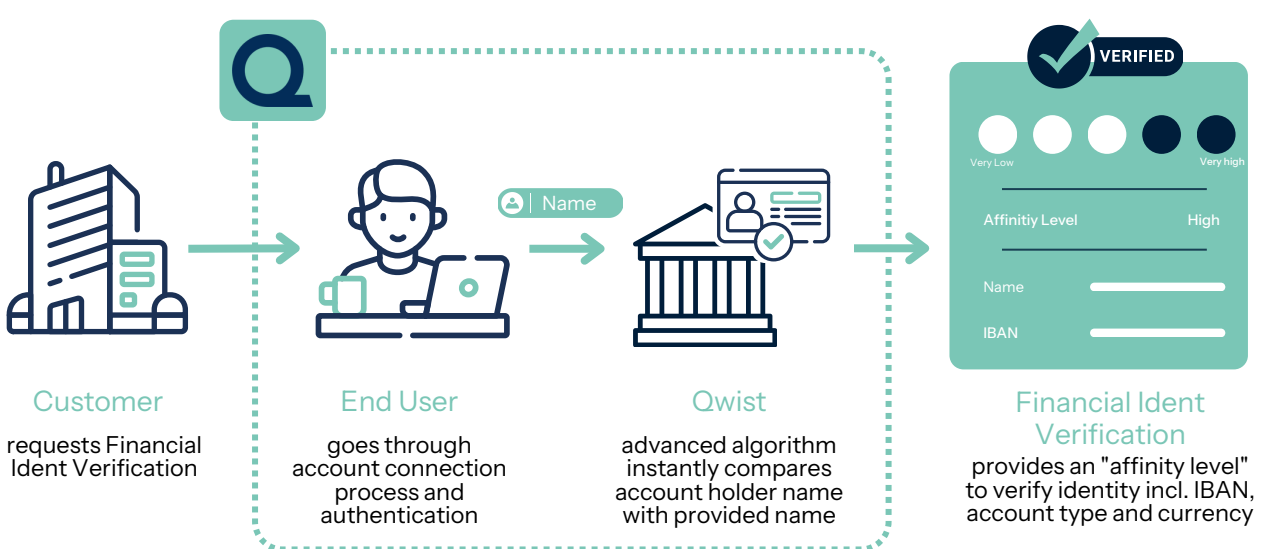 VERIFIED
Very Low
Very high
Name
Affinitiy Level
High
Name
IBAN
Customer
requests Financial
Ident Verification
End User
goes through
account connection
process and
authentication
Qwist
advanced algorithm
instantly compares
account holder name
with provided name
Financial Ident
Verification
provides an "affinity level"
to verify identity incl. IBAN,
account type and currency